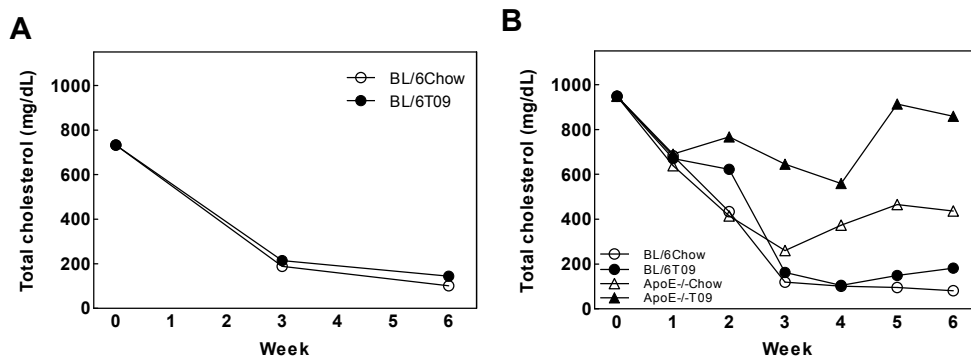 A
Total cholesterol (mg/dL)
1000
800
600
400
200
0
BL/6Chow
BL/6T09
0 1 2 3 4 5 6
Week
B
Total cholesterol (mg/dL)
1000
800
600
400
200
0
BL/6Chow
BL/6T09
ApoE-/-Chow
ApoE-/-T09
0 1 2 3 4 5 6
Week